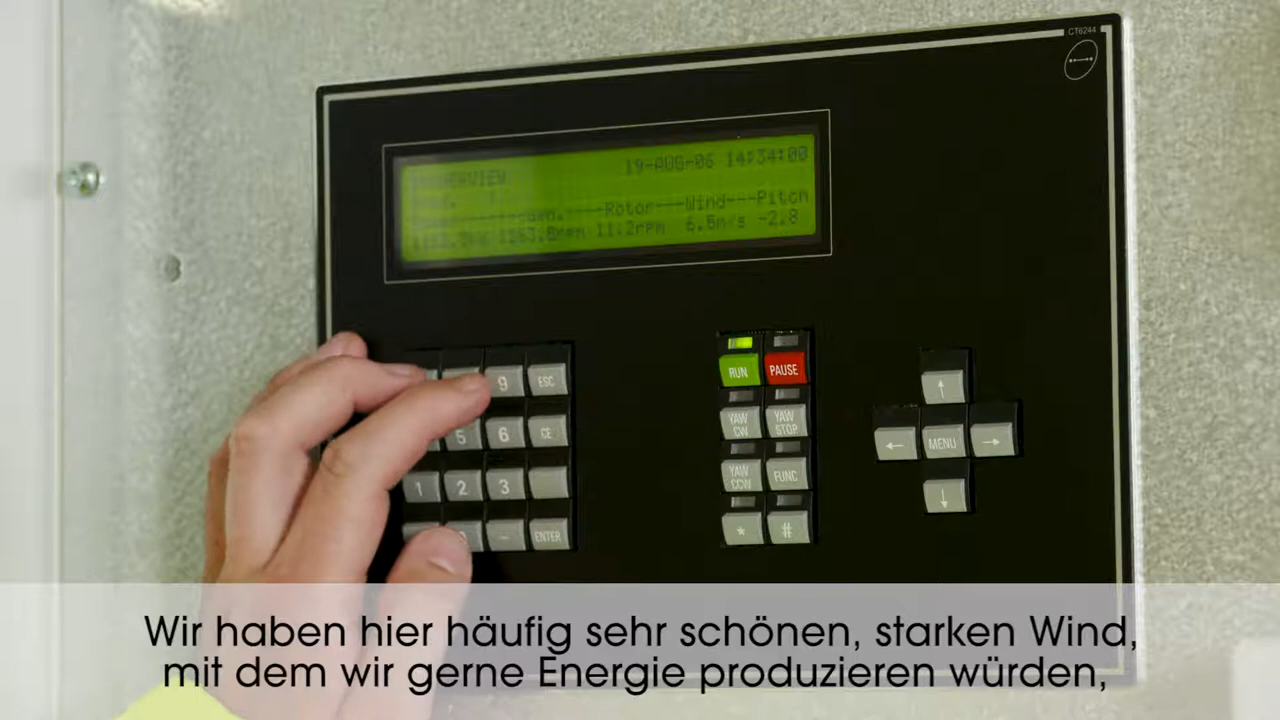 CT6244
19-AUG-06 14:34:00
Rotor---Wind---Pitch
11.2rpm 6.5m/s -2.8
9 ESC
RUN PAUSE
↑
5 6 CE
YAW CW YAW STOP
← MENU →
1 2 3
YAW CCW FUNC
↓
- ENTER
* #
Wir haben hier häufig sehr schönen, starken Wind,
mit dem wir gerne Energie produzieren würden,